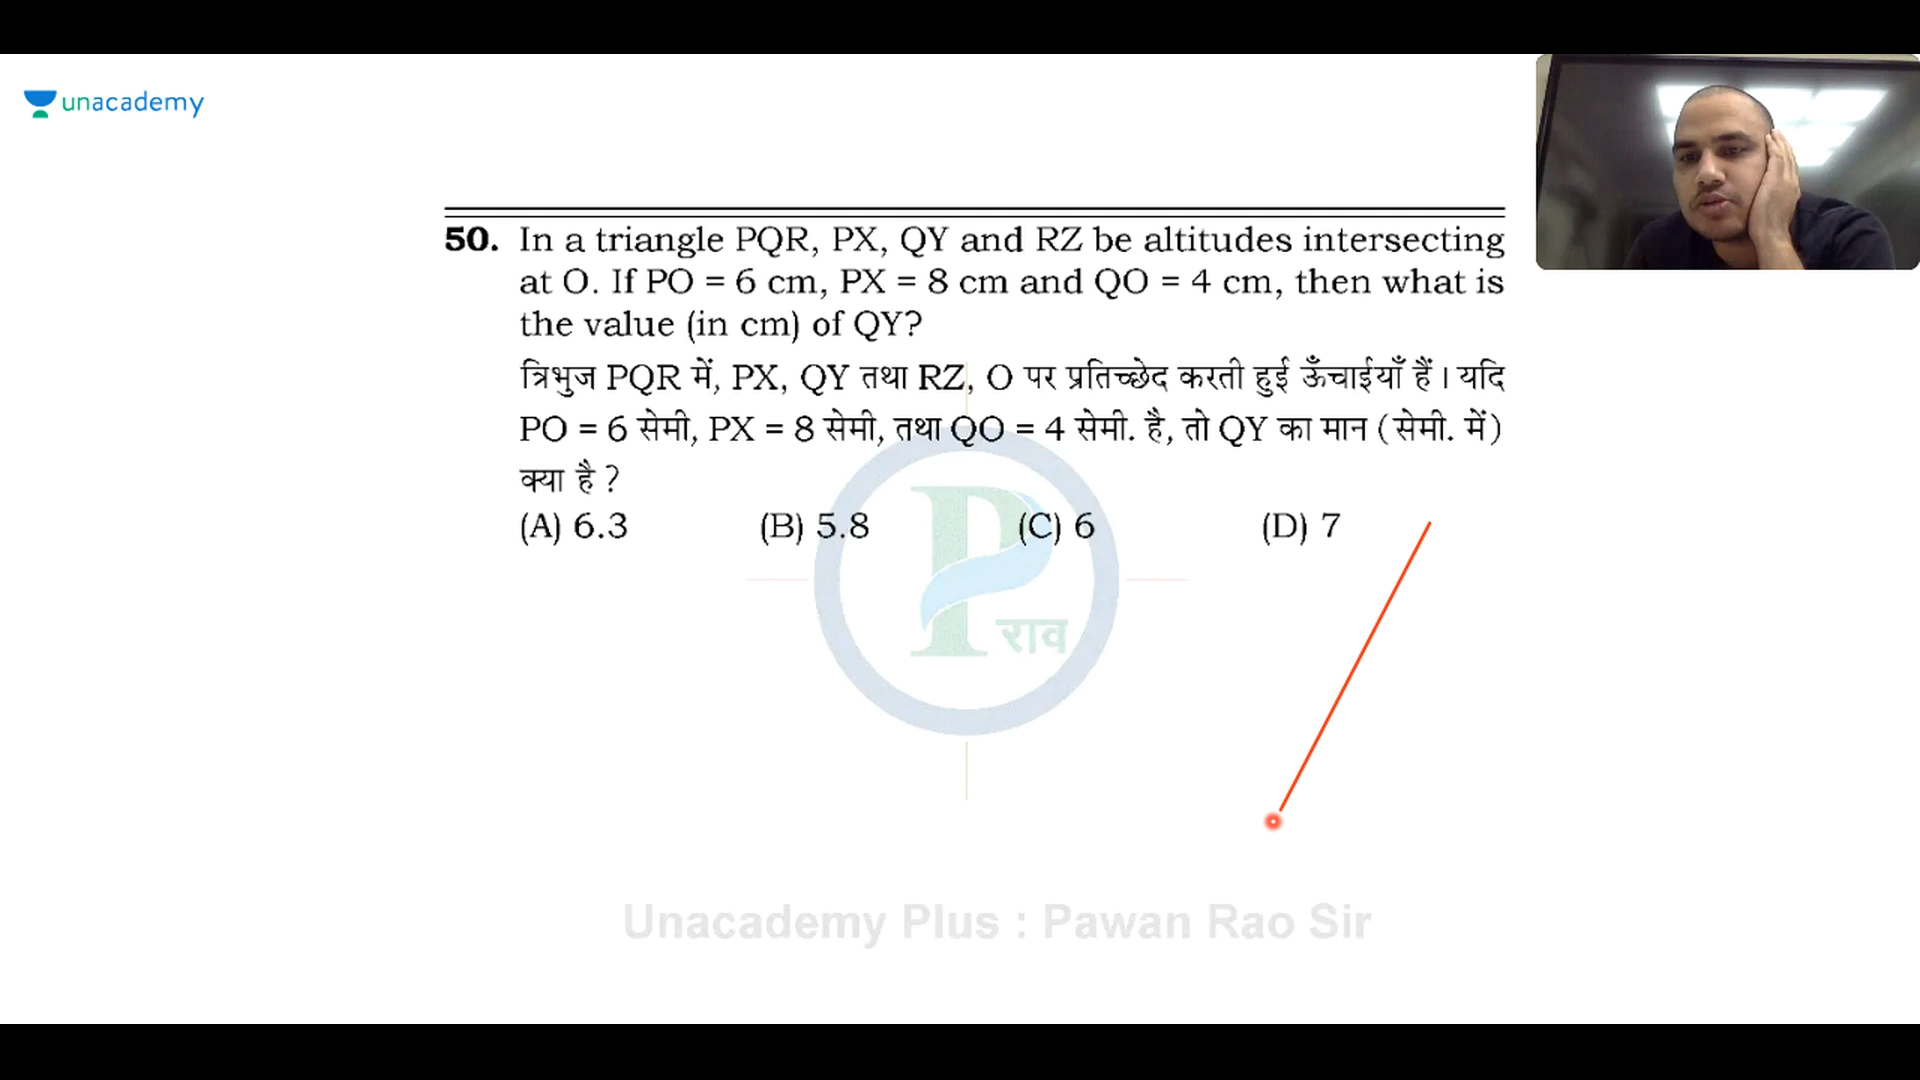 unacademy
50. In a triangle PQR, PX, QY and RZ be altitudes intersecting
at O. If PO = 6 cm, PX = 8 cm and QO = 4 cm, then what is
the value (in cm) of QY?
त्रिभुज PQR में, PX, QY तथा RZ, O पर प्रतिच्छेद करती हुई ऊँचाईयाँ हैं। यदि
PO = 6 सेमी, PX = 8 सेमी, तथा QO = 4 सेमी. है, तो QY का मान (सेमी. में)
क्या है ?
(A) 6.3 (B) 5.8 (C) 6 (D) 7
P राव
Unacademy Plus : Pawan Rao Sir